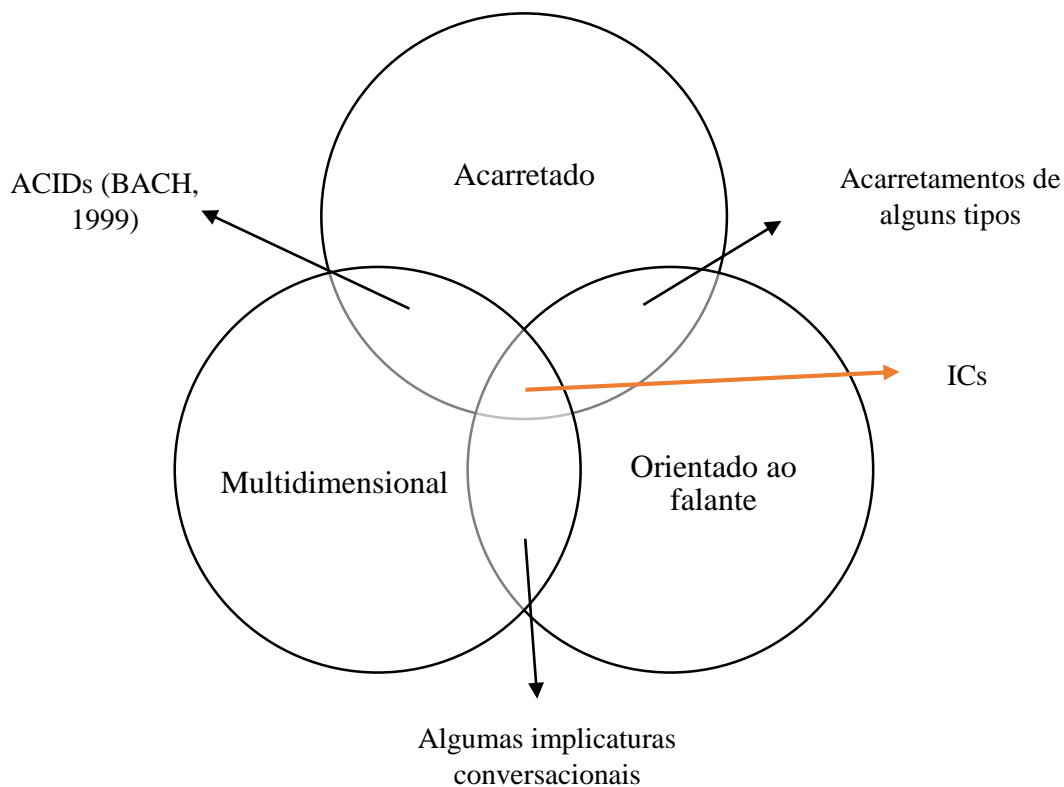 Acarretado
ACIDs (BACH,
1999)
Acarretamentos de
alguns tipos
ICs
Multidimensional
Orientado ao
falante
Algumas implicaturas
conversacionais